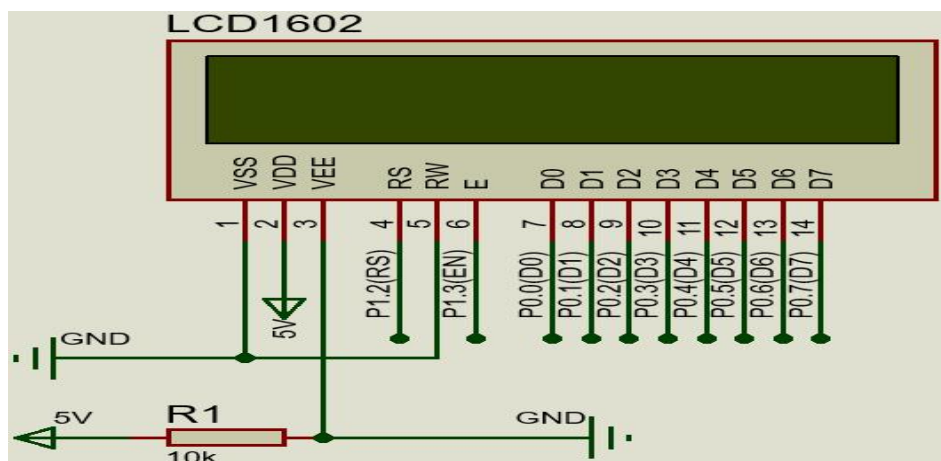 LCD1602
VSS
VDD
VEE
RS
RW
E
D0
D1
D2
D3
D4
D5
D6
D7
1
2
3
4
5
6
7
8
9
10
11
12
13
14
P1.2(RS)
P1.3(EN)
P0.0(D0)
P0.1(D1)
P0.2(D2)
P0.3(D3)
P0.4(D4)
P0.5(D5)
P0.6(D6)
P0.7(D7)
5V
GND
5V
R1
10k
GND